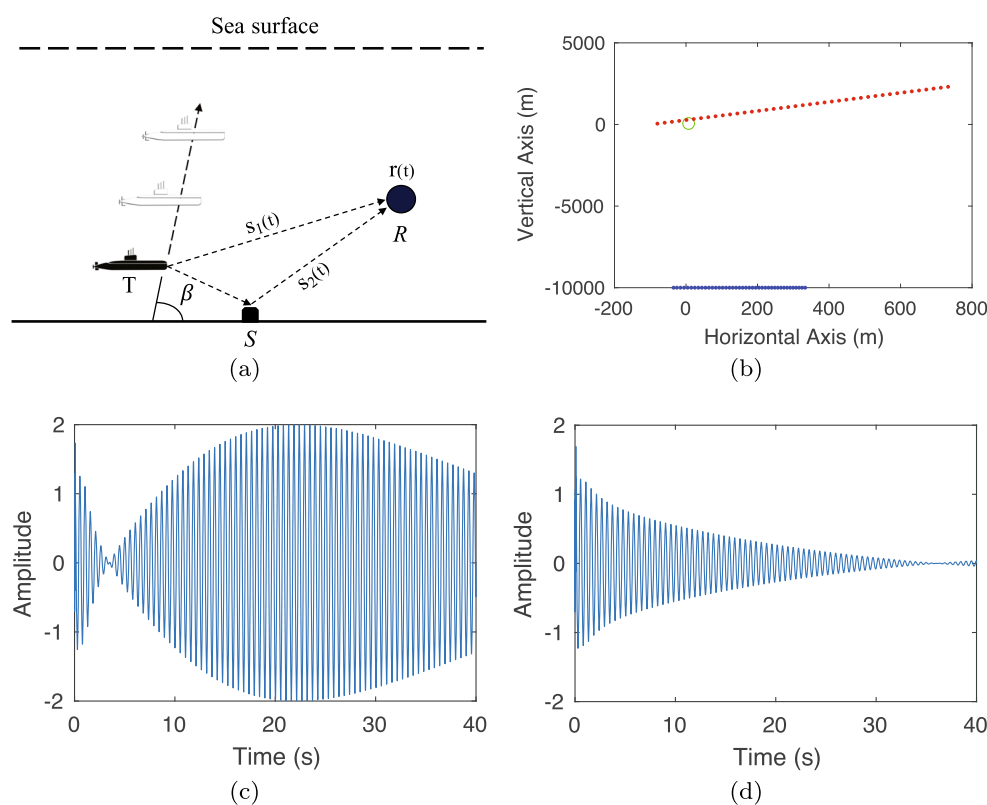 Sea surface
r(t)
s1(t)
R
T
s2(t)
β
S
(a)
5000
0
-5000
-10000
-200
0
200
400
600
800
Vertical Axis (m)
Horizontal Axis (m)
(b)
2
1
0
-1
-2
0
10
20
30
40
Amplitude
Time (s)
(c)
2
1
0
-1
-2
0
10
20
30
40
Amplitude
Time (s)
(d)